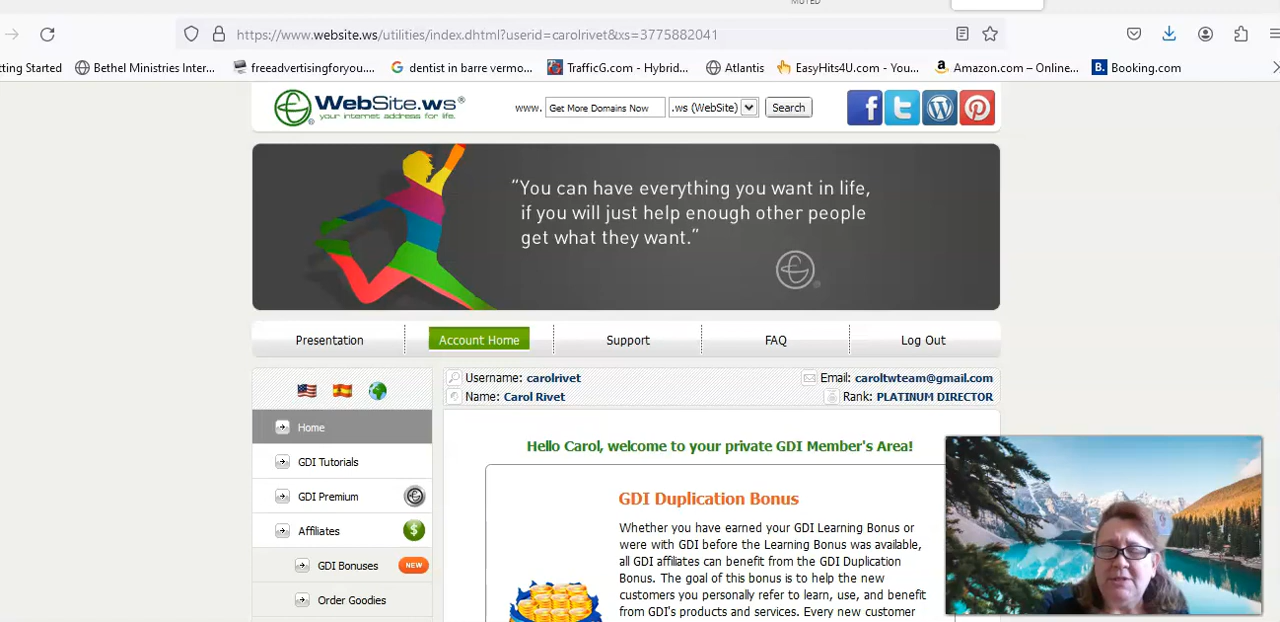 MUTED
https://www.website.ws/utilities/index.dhtml?userid=carolrivet&xs=3775882041
ting Started Bethel Ministries Inter... freeadvertisingforyou.... dentist in barre vermo... TrafficG.com - Hybrid... Atlantis EasyHits4U.com - You... Amazon.com – Online... B. Booking.com
WebSite.ws®
your internet address for life.
www. Get More Domains Now .ws (WebSite) Search
“You can have everything you want in life,
if you will just help enough other people
get what they want.”
Presentation Account Home Support FAQ Log Out
Username: carolrivet Email: caroltwteam@gmail.com
Name: Carol Rivet Rank: PLATINUM DIRECTOR
Home
GDI Tutorials
GDI Premium
Affiliates
GDI Bonuses NEW
Order Goodies
Hello Carol, welcome to your private GDI Member's Area!
GDI Duplication Bonus
Whether you have earned your GDI Learning Bonus or
were with GDI before the Learning Bonus was available,
all GDI affiliates can benefit from the GDI Duplication
Bonus. The goal of this bonus is to help the new
customers you personally refer to learn, use, and benefit
from GDI's products and services. Every new customer